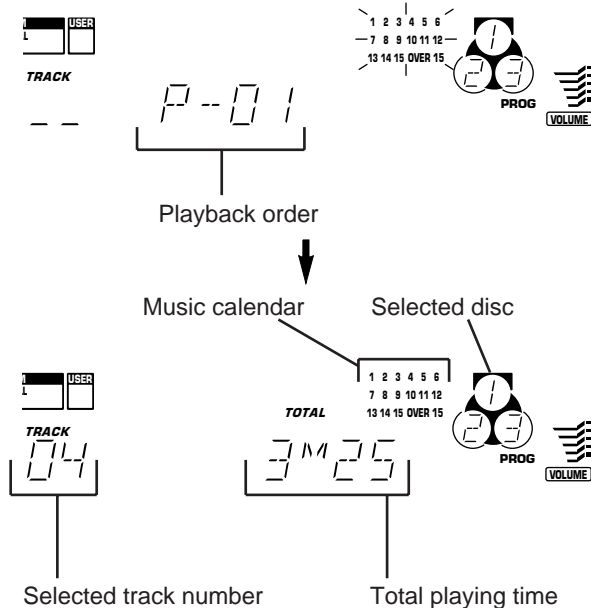 USER
1 2 3 4 5 6
7 8 9 10 11 12
13 14 15 OVER 15
1
2 3
TRACK
PROG
VOLUME
_ _ P-01
Playback order
Music calendar Selected disc
USER
1 2 3 4 5 6
7 8 9 10 11 12
TOTAL 13 14 15 OVER 15
1
2 3
TRACK
PROG
04 3M25
VOLUME
Selected track number Total playing time